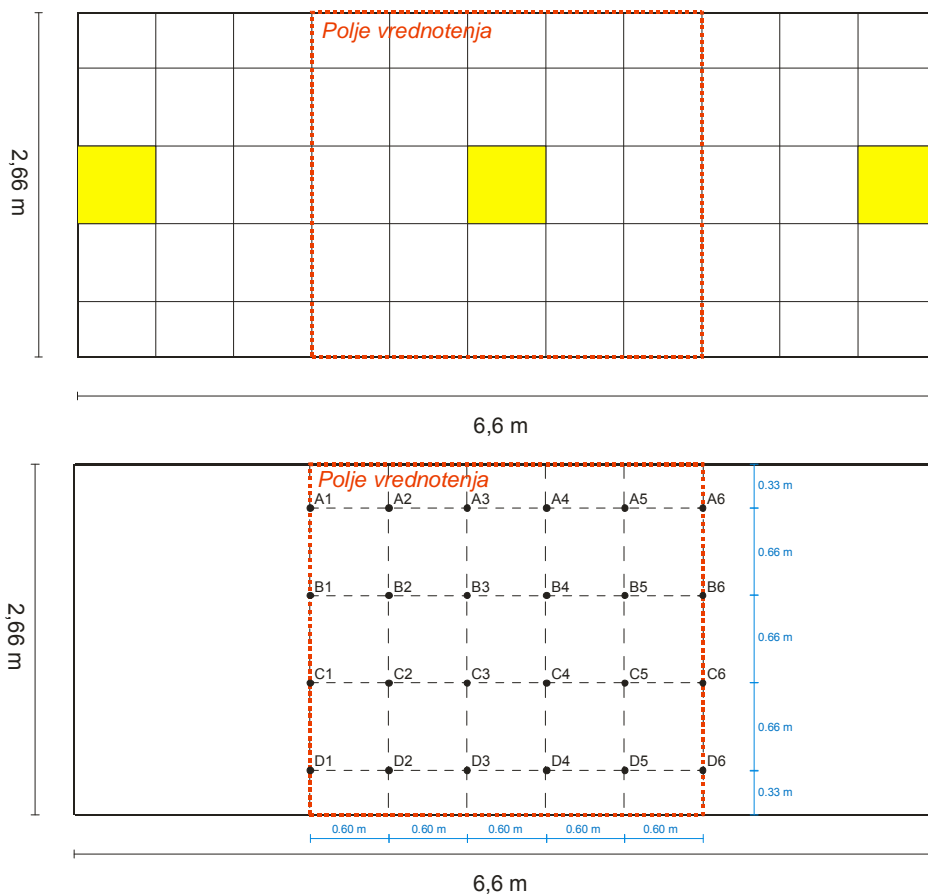 Polje vrednotenja
2,66 m
6,6 m
Polje vrednotenja
A1 A2 A3 A4 A5 A6
B1 B2 B3 B4 B5 B6
C1 C2 C3 C4 C5 C6
D1 D2 D3 D4 D5 D6
0.33 m
0.66 m
0.66 m
0.66 m
0.33 m
2,66 m
0.60 m 0.60 m 0.60 m 0.60 m 0.60 m
6,6 m